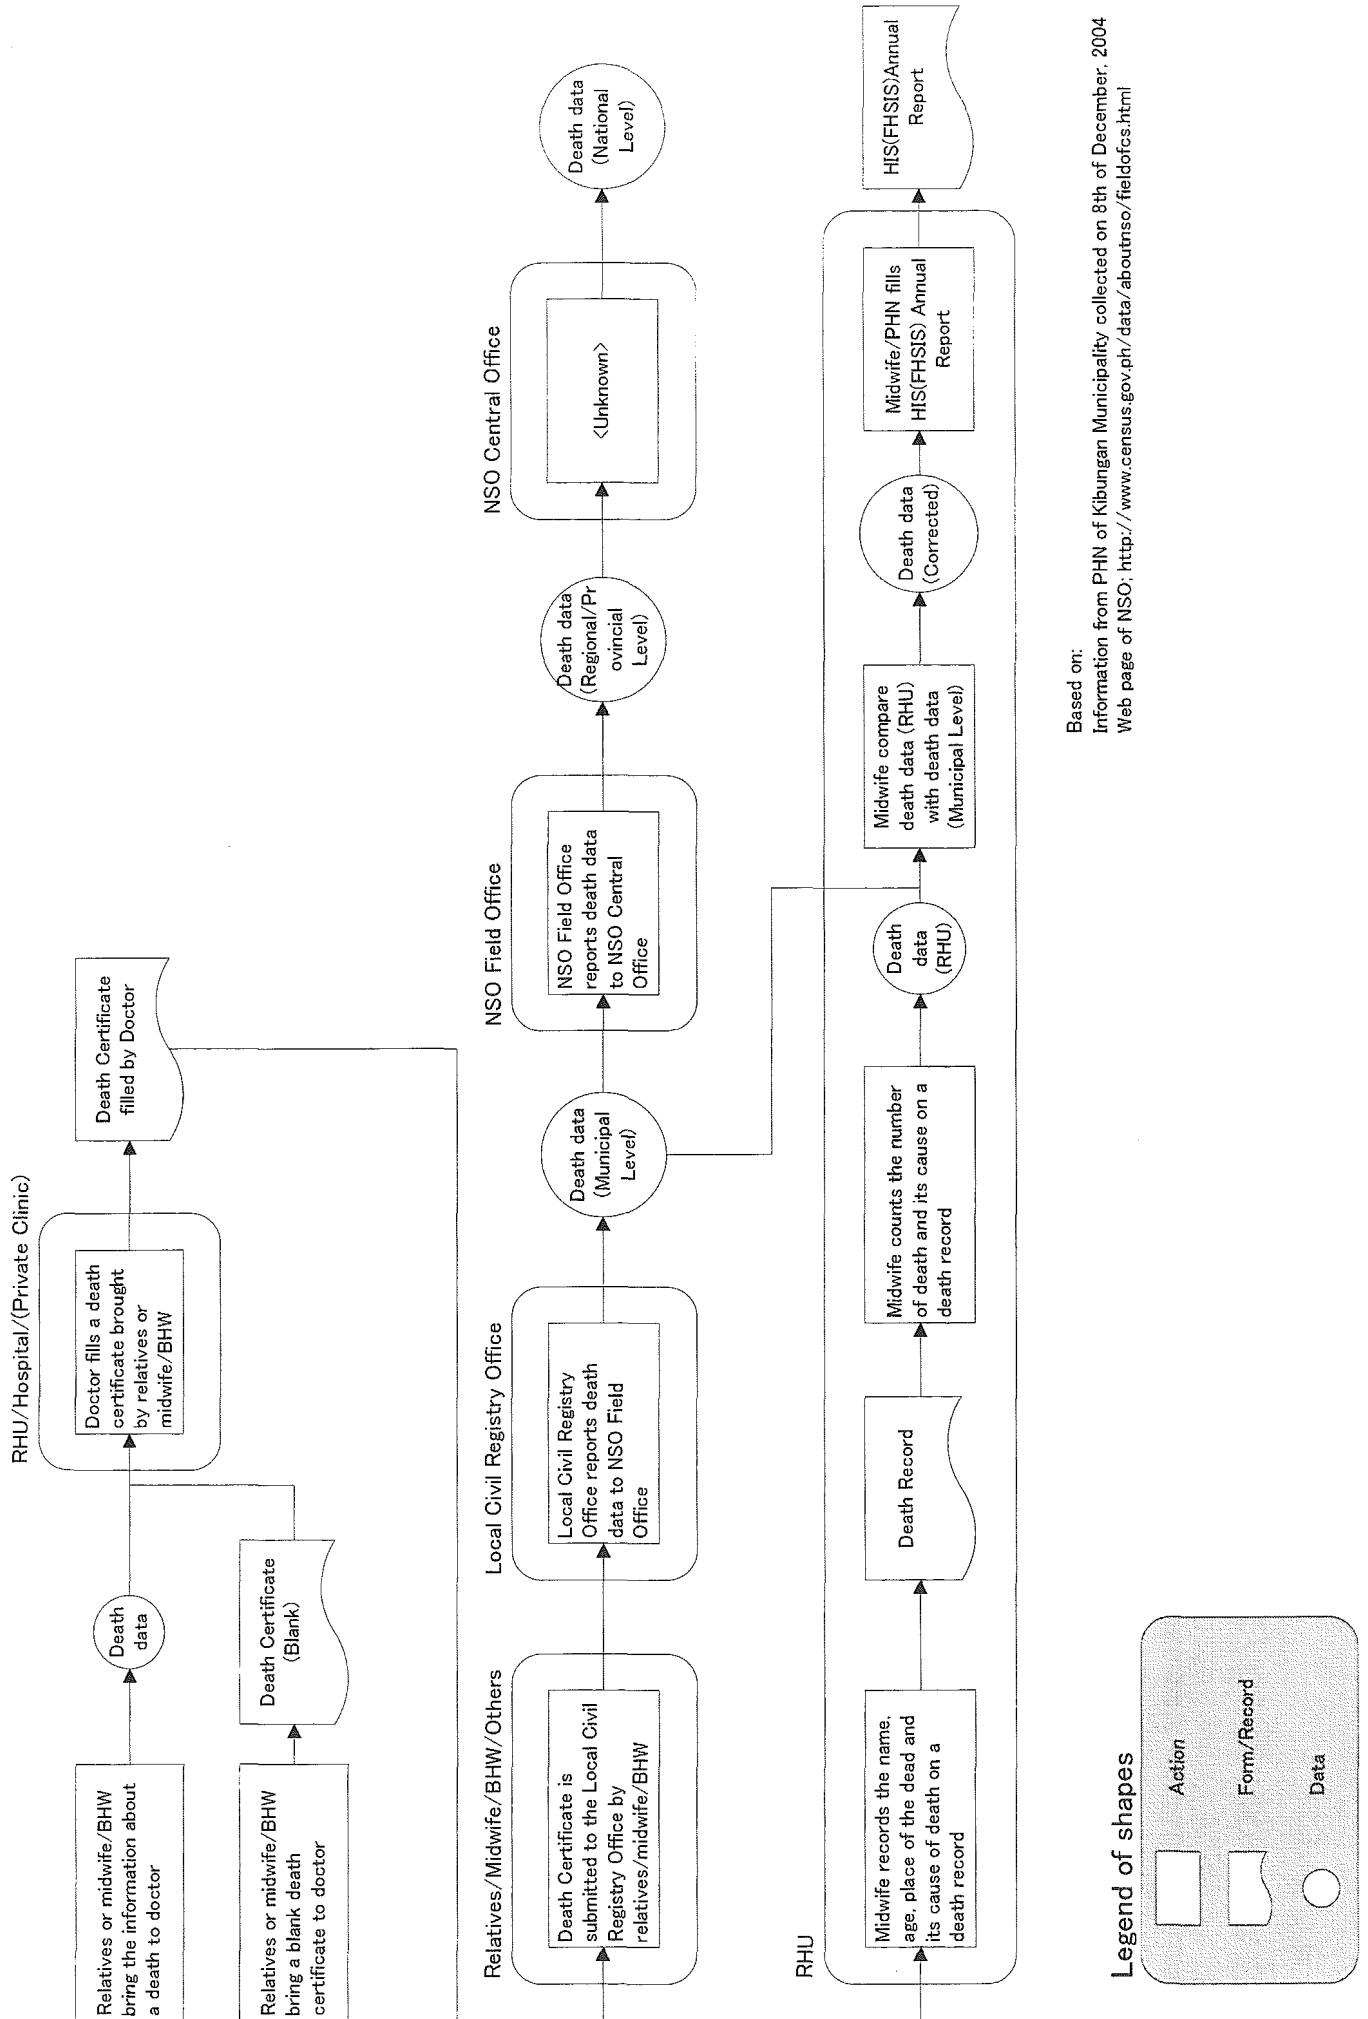 RHU/Hospital/(Private Clinic)
Relatives or midwife/BHW
bring the information about
a death to doctor
Death
data
Doctor fills a death
certificate brought
by relatives or
midwife/BHW
Death Certificate
filled by Doctor
Relatives or midwife/BHW
bring a blank death
certificate to doctor
Death Certificate
(Blank)
Relatives/Midwife/BHW/Others
Death Certificate is
submitted to the Local Civil
Registry Office by
relatives/midwife/BHW
Local Civil Registry Office
Local Civil Registry
Office reports death
data to NSO Field
Office
Death data
(Municipal
Level)
NSO Field Office
NSO Field Office
reports death data
to NSO Central
Office
Death data
(Regional/Pr
ovincial
Level)
NSO Central Office
<Unknown>
Death data
(National
Level)
RHU
Midwife records the name,
age, place of the dead and
its cause of death on a
death record
Death Record
Midwife counts the number
of death and its cause on a
death record
Death
data
(RHU)
Midwife compare
death data (RHU)
with death data
(Municipal Level)
Death data
(Corrected)
Midwife/PHN fills
HIS(FHSIS) Annual
Report
HIS(FHSIS)Annual
Report
Based on:
Information from PHN of Kibungan Municipality collected on 8th of December, 2004
Web page of NSO; http://www.census.gov.ph/data/aboutnso/fieldofcs.html
Legend of shapes
Action
Form/Record
Data